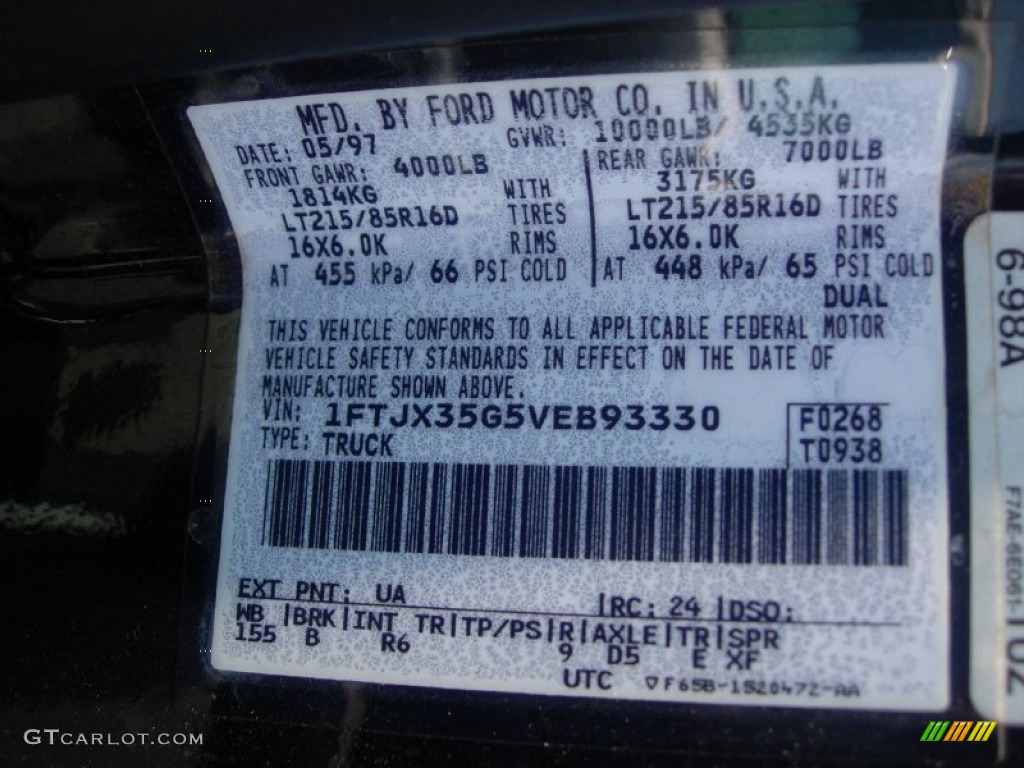 MFD. BY FORD MOTOR CO. IN U.S.A.
DATE: 05/97 GVWR: 10000LB/ 4535KG
FRONT GAWR: 4000LB REAR GAWR: 7000LB
1814KG WITH 3175KG WITH
LT215/85R16D TIRES LT215/85R16D TIRES
16X6.0K RIMS 16X6.0K RIMS
AT 455 kPa/ 66 PSI COLD AT 448 kPa/ 65 PSI COLD
DUAL
THIS VEHICLE CONFORMS TO ALL APPLICABLE FEDERAL MOTOR
VEHICLE SAFETY STANDARDS IN EFFECT ON THE DATE OF
MANUFACTURE SHOWN ABOVE.
VIN: 1FTJX35G5VEB93330 F0268
TYPE: TRUCK T0938
EXT PNT: UA RC: 24 DSO:
WB |BRK|INT TR|TP/PS|R|AXLE|TR|SPR
155 B R6 9 D5 E XF
UTC ▽F65B-1520472-AA
6-98A
F7AE-6E061-
GTCARLOT.COM